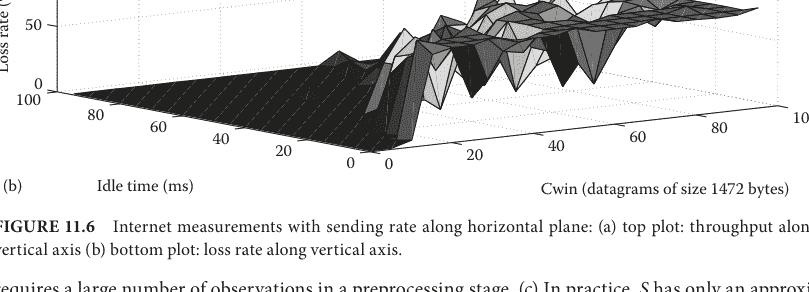 50
Loss rate (
0
100
80
60
40
20
0
0
20
40
60
80
10
(b) Idle time (ms) Cwin (datagrams of size 1472 bytes)
FIGURE 11.6 Internet measurements with sending rate along horizontal plane: (a) top plot: throughput alon
vertical axis (b) bottom plot: loss rate along vertical axis.
requires a large number of observations in a preprocessing stage. (c) In practice, S has only an approxi